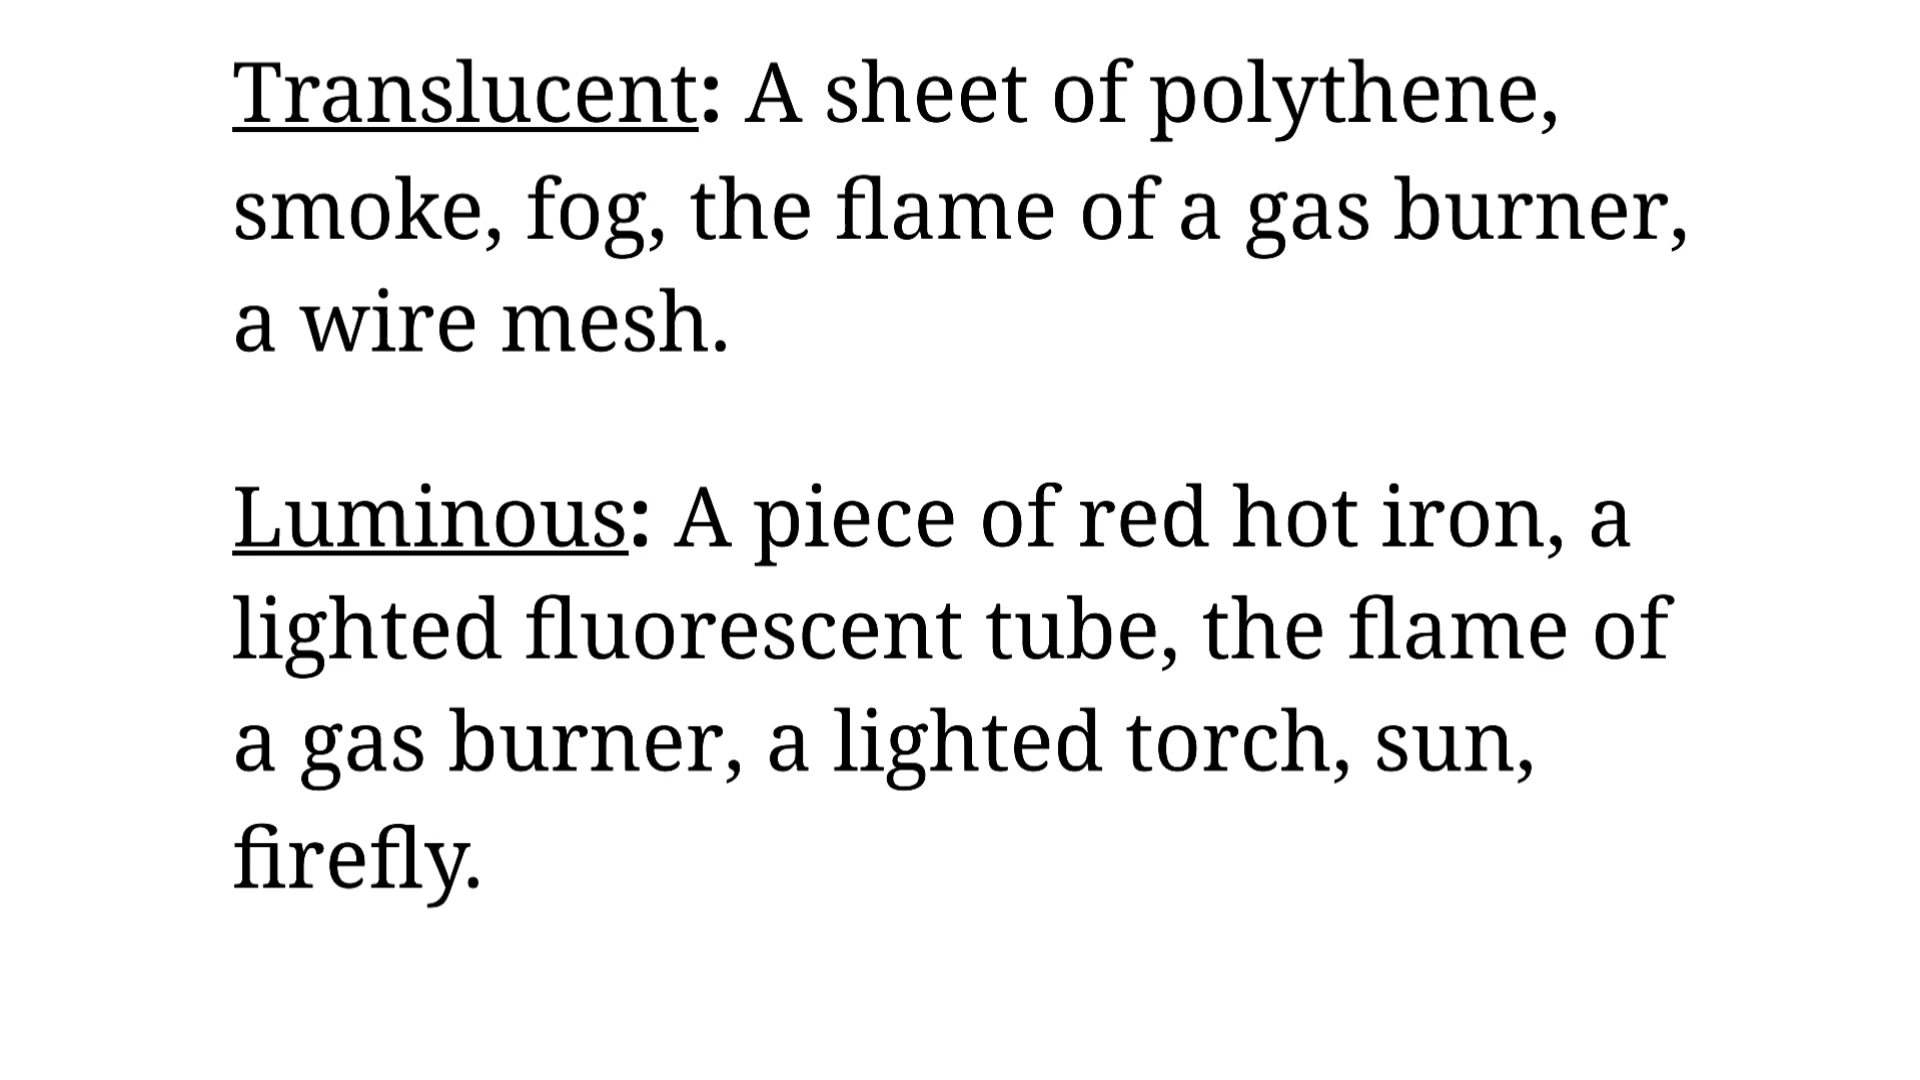 Translucent: A sheet of polythene,
smoke, fog, the flame of a gas burner,
a wire mesh.
Luminous: A piece of red hot iron, a
lighted fluorescent tube, the flame of
a gas burner, a lighted torch, sun,
firefly.